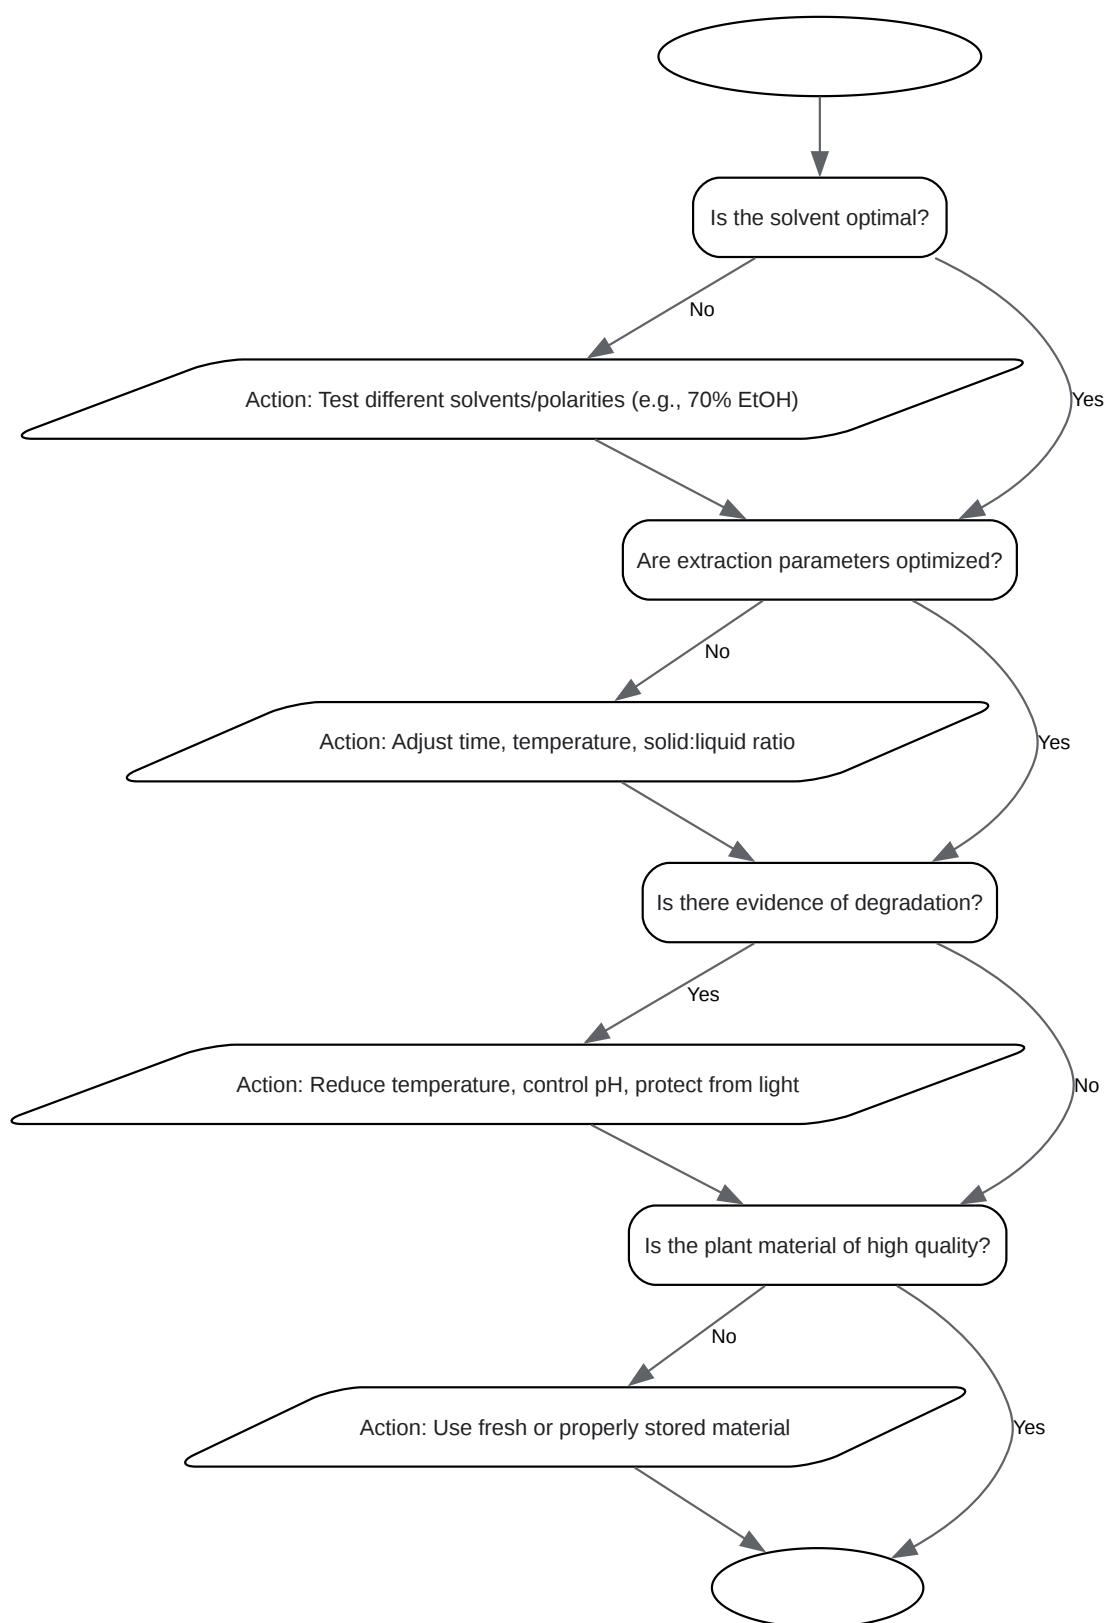 Is the solvent optimal?
No
Action: Test different solvents/polarities (e.g., 70% EtOH)
Yes
Are extraction parameters optimized?
No
Action: Adjust time, temperature, solid:liquid ratio
Yes
Is there evidence of degradation?
Yes
Action: Reduce temperature, control pH, protect from light
No
Is the plant material of high quality?
No
Action: Use fresh or properly stored material
Yes